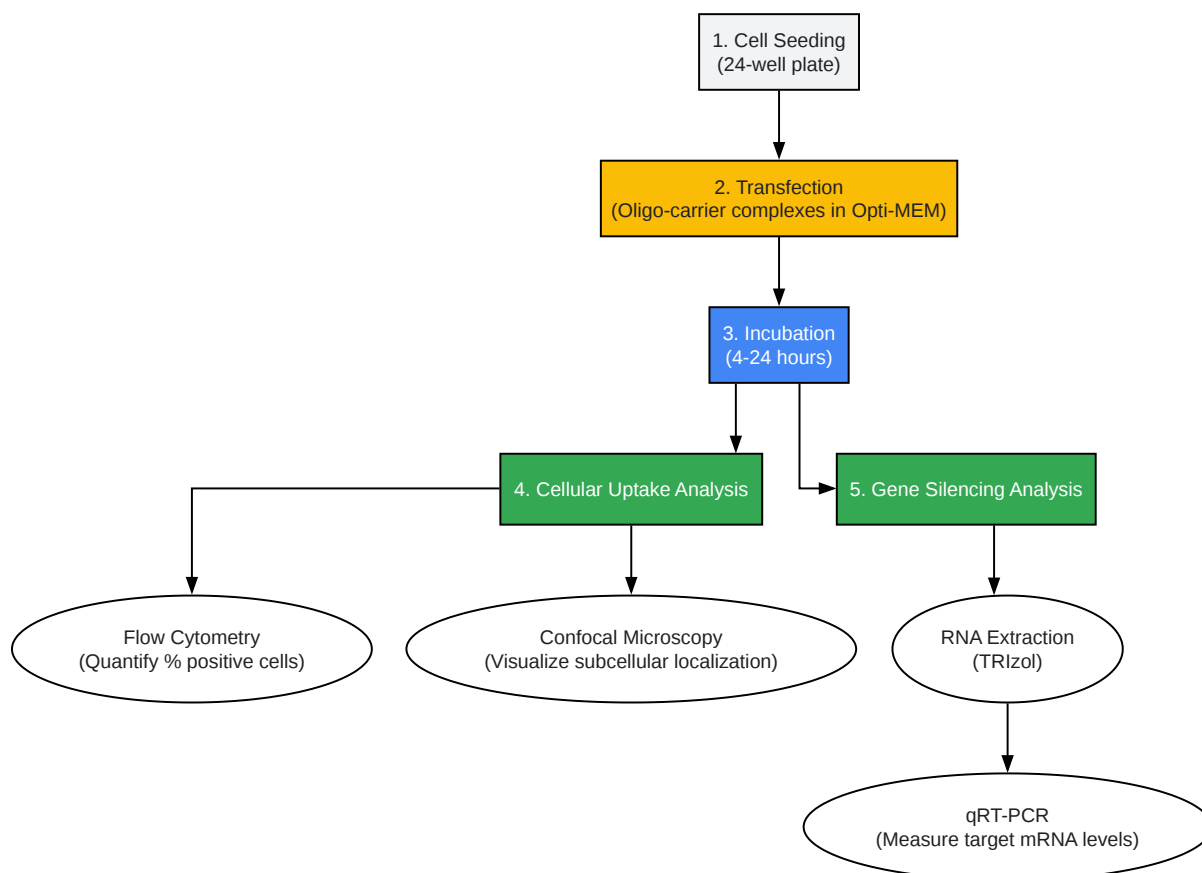 1. Cell Seeding
(24-well plate)
2. Transfection
(Oligo-carrier complexes in Opti-MEM)
3. Incubation
(4-24 hours)
4. Cellular Uptake Analysis
5. Gene Silencing Analysis
Flow Cytometry
(Quantify % positive cells)
Confocal Microscopy
(Visualize subcellular localization)
RNA Extraction
(TRIzol)
qRT-PCR
(Measure target mRNA levels)